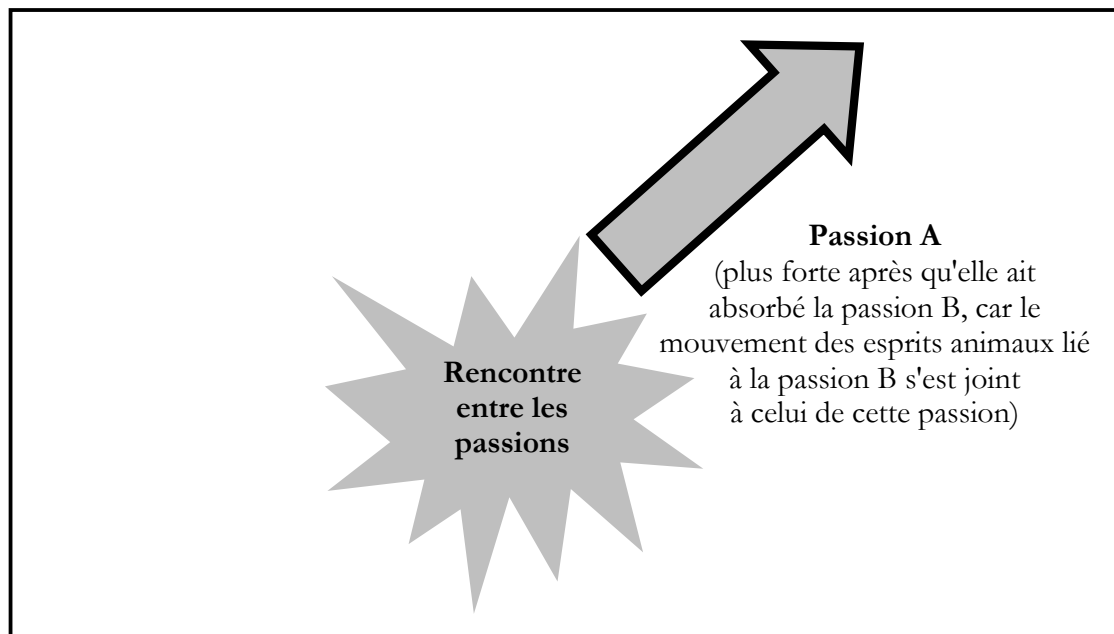 Passion A
(plus forte après qu'elle ait
absorbé la passion B, car le
mouvement des esprits animaux lié
à la passion B s'est joint
à celui de cette passion)
Rencontre
entre les
passions